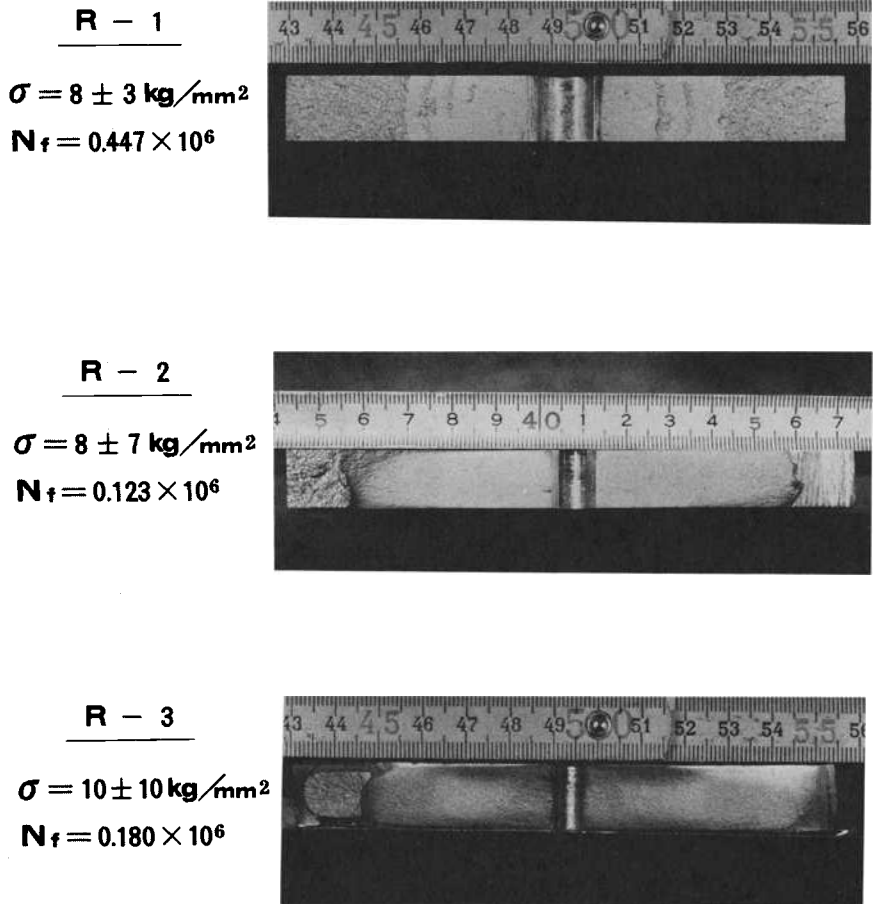 R - 1
σ = 8 ± 3 kg/mm²
Nf = 0.447 × 10⁶
43 44 45 46 47 48 49 50 51 52 53 54 55 56
R - 2
σ = 8 ± 7 kg/mm²
Nf = 0.123 × 10⁶
4 5 6 7 8 9 40 1 2 3 4 5 6 7
R - 3
σ = 10 ± 10 kg/mm²
Nf = 0.180 × 10⁶
43 44 45 46 47 48 49 50 51 52 53 54 55 56